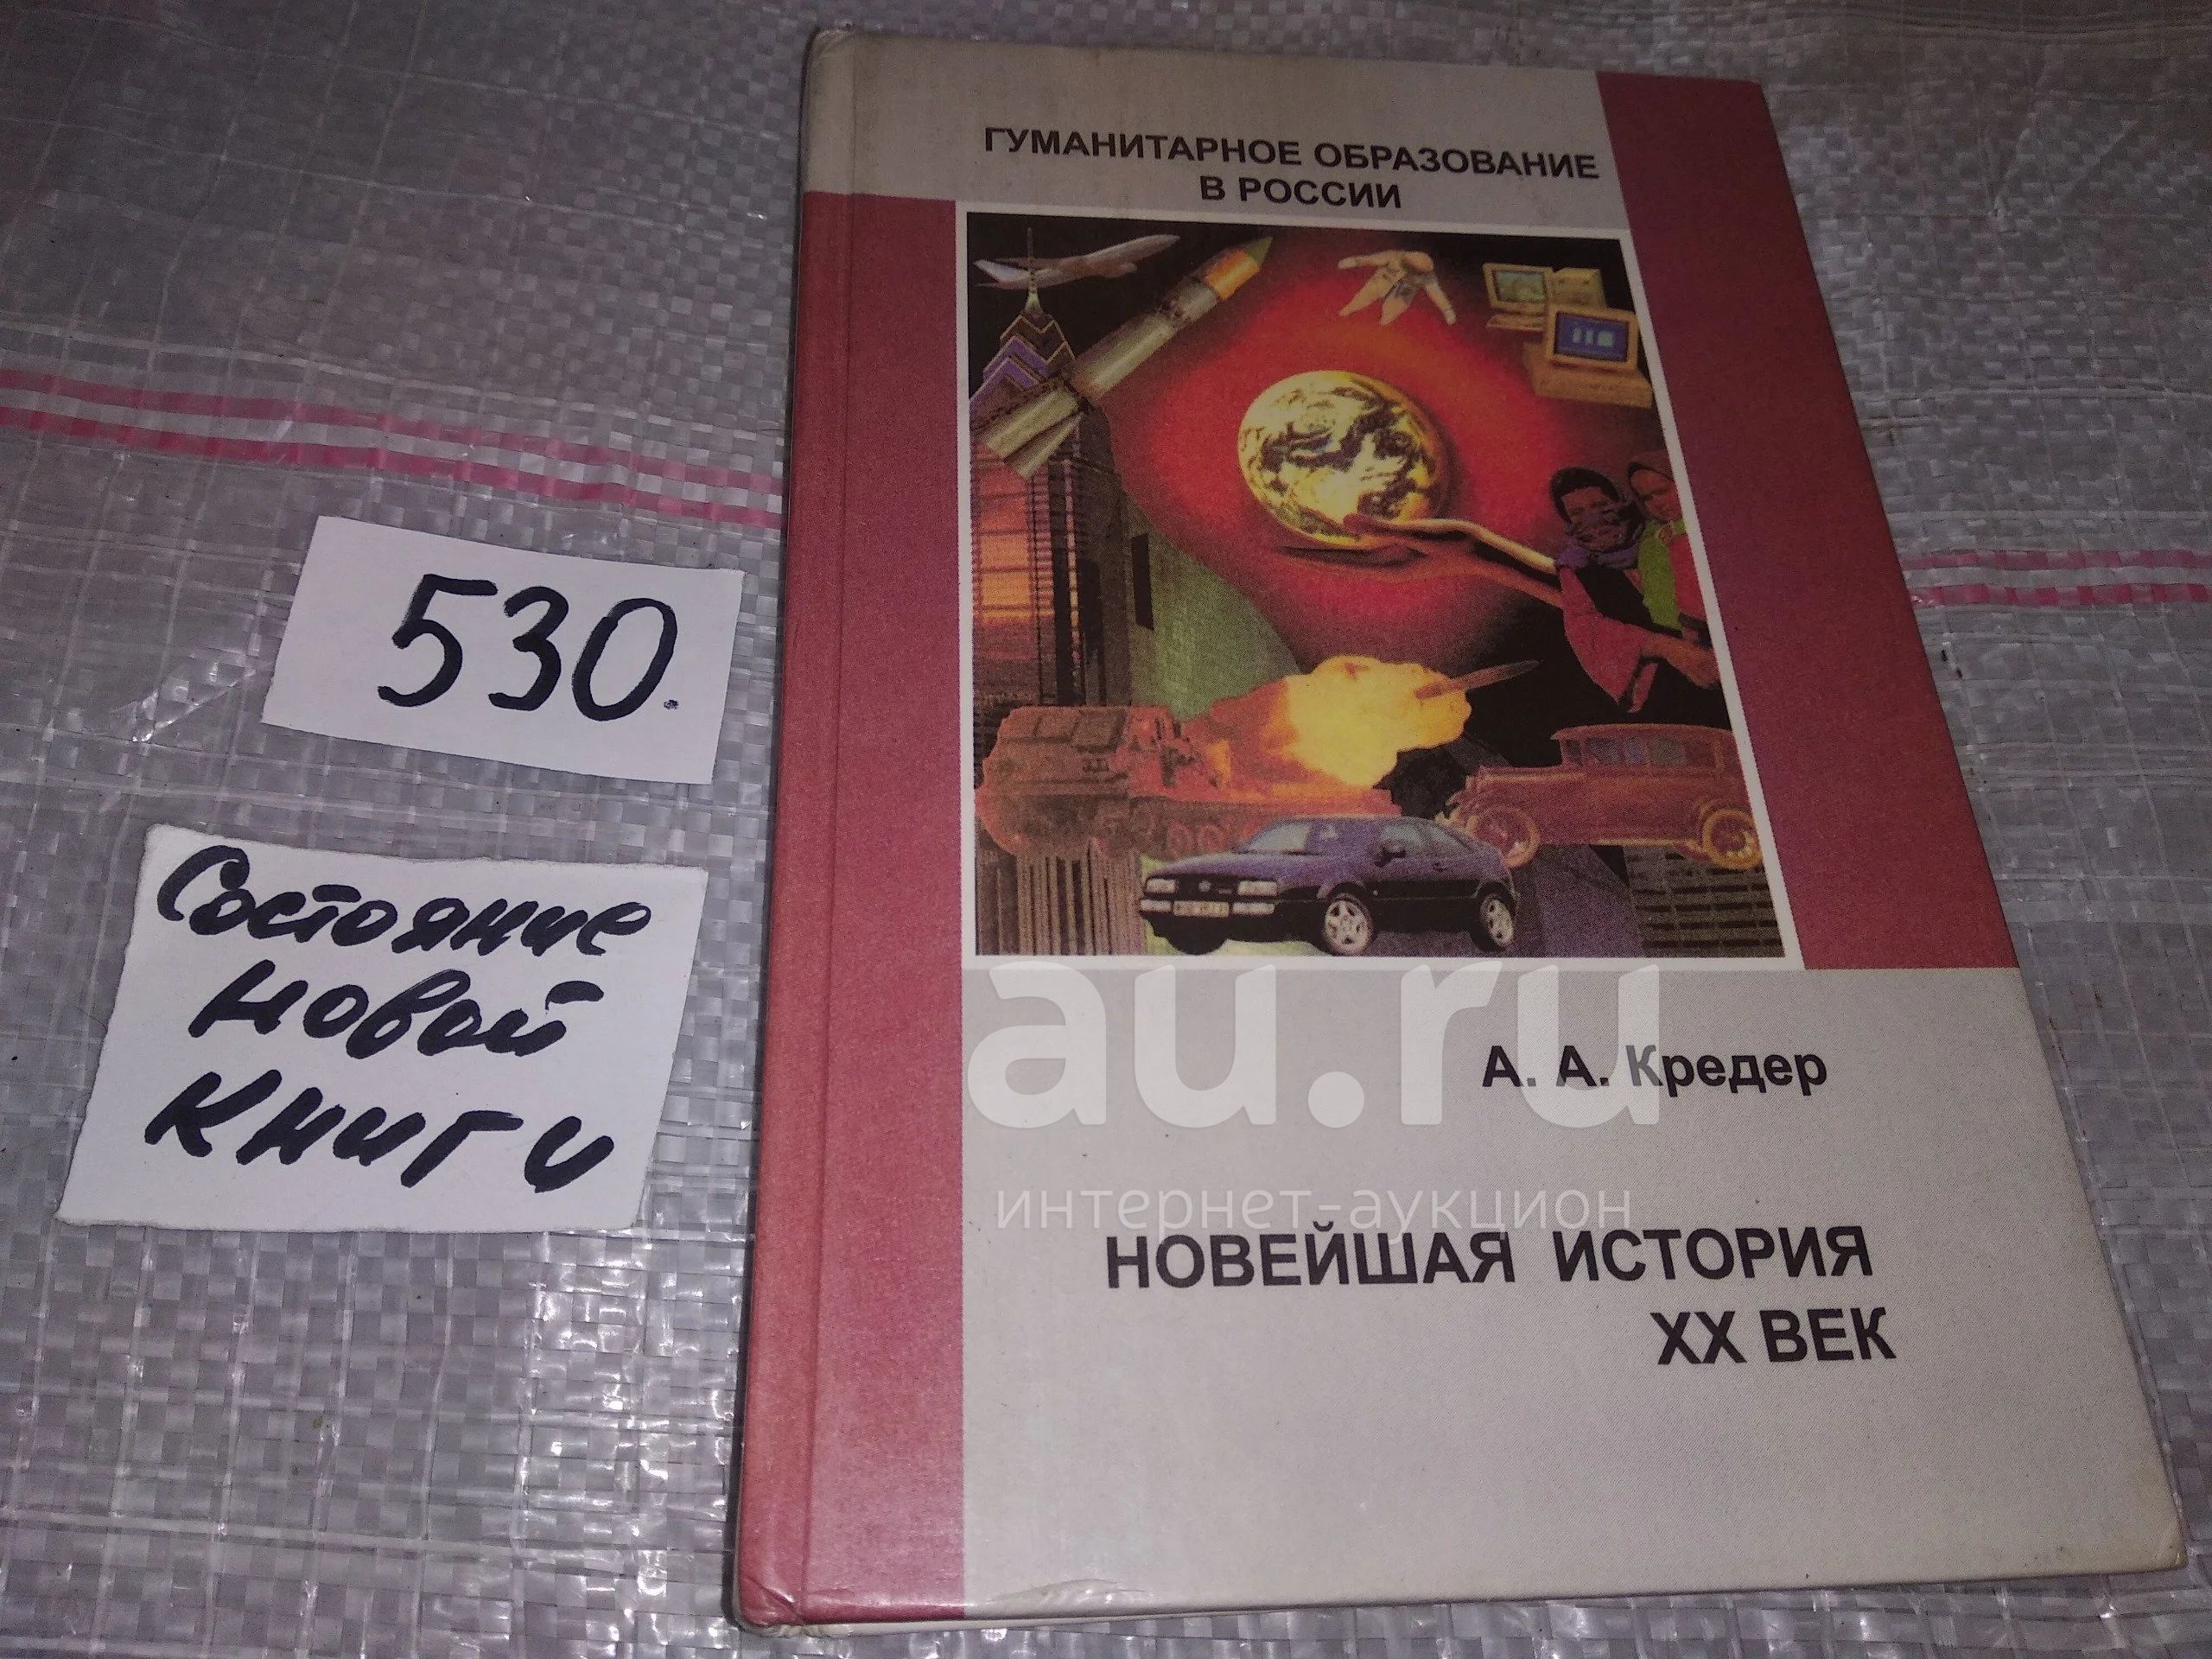 ГУМАНИТАРНОЕ ОБРАЗОВАНИЕ
В РОССИИ
530.
Состояние
новой
книги
au.ru
интернет-аукцион
А. А. Кредер
НОВЕЙШАЯ ИСТОРИЯ
XX ВЕК